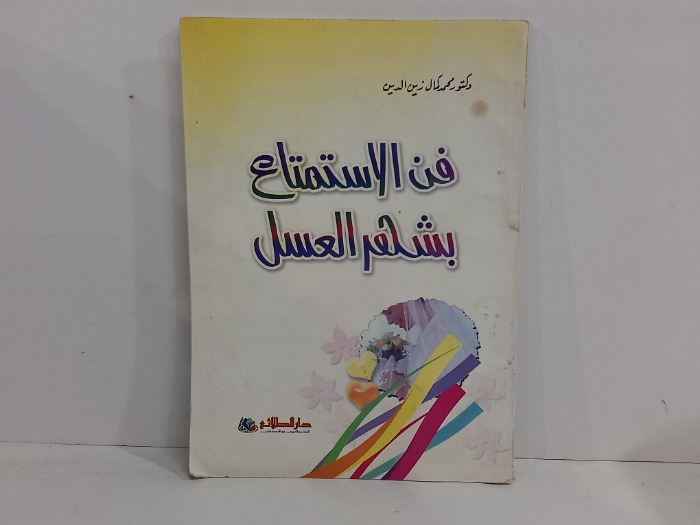 دكتور محمد كمال زين الدين
فن الاستمتاع
بشهر العسل
دار الطلائع